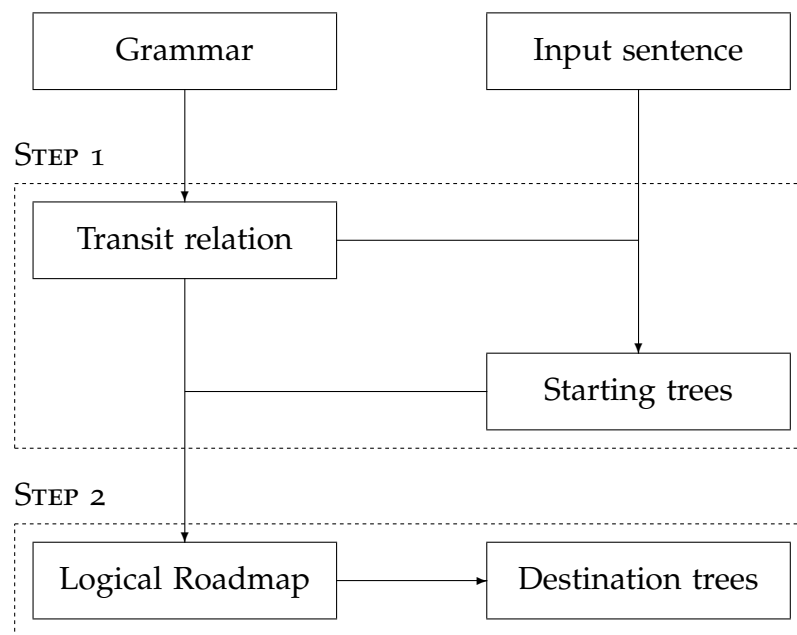 Grammar
Input sentence
STEP 1
Transit relation
Starting trees
STEP 2
Logical Roadmap
Destination trees